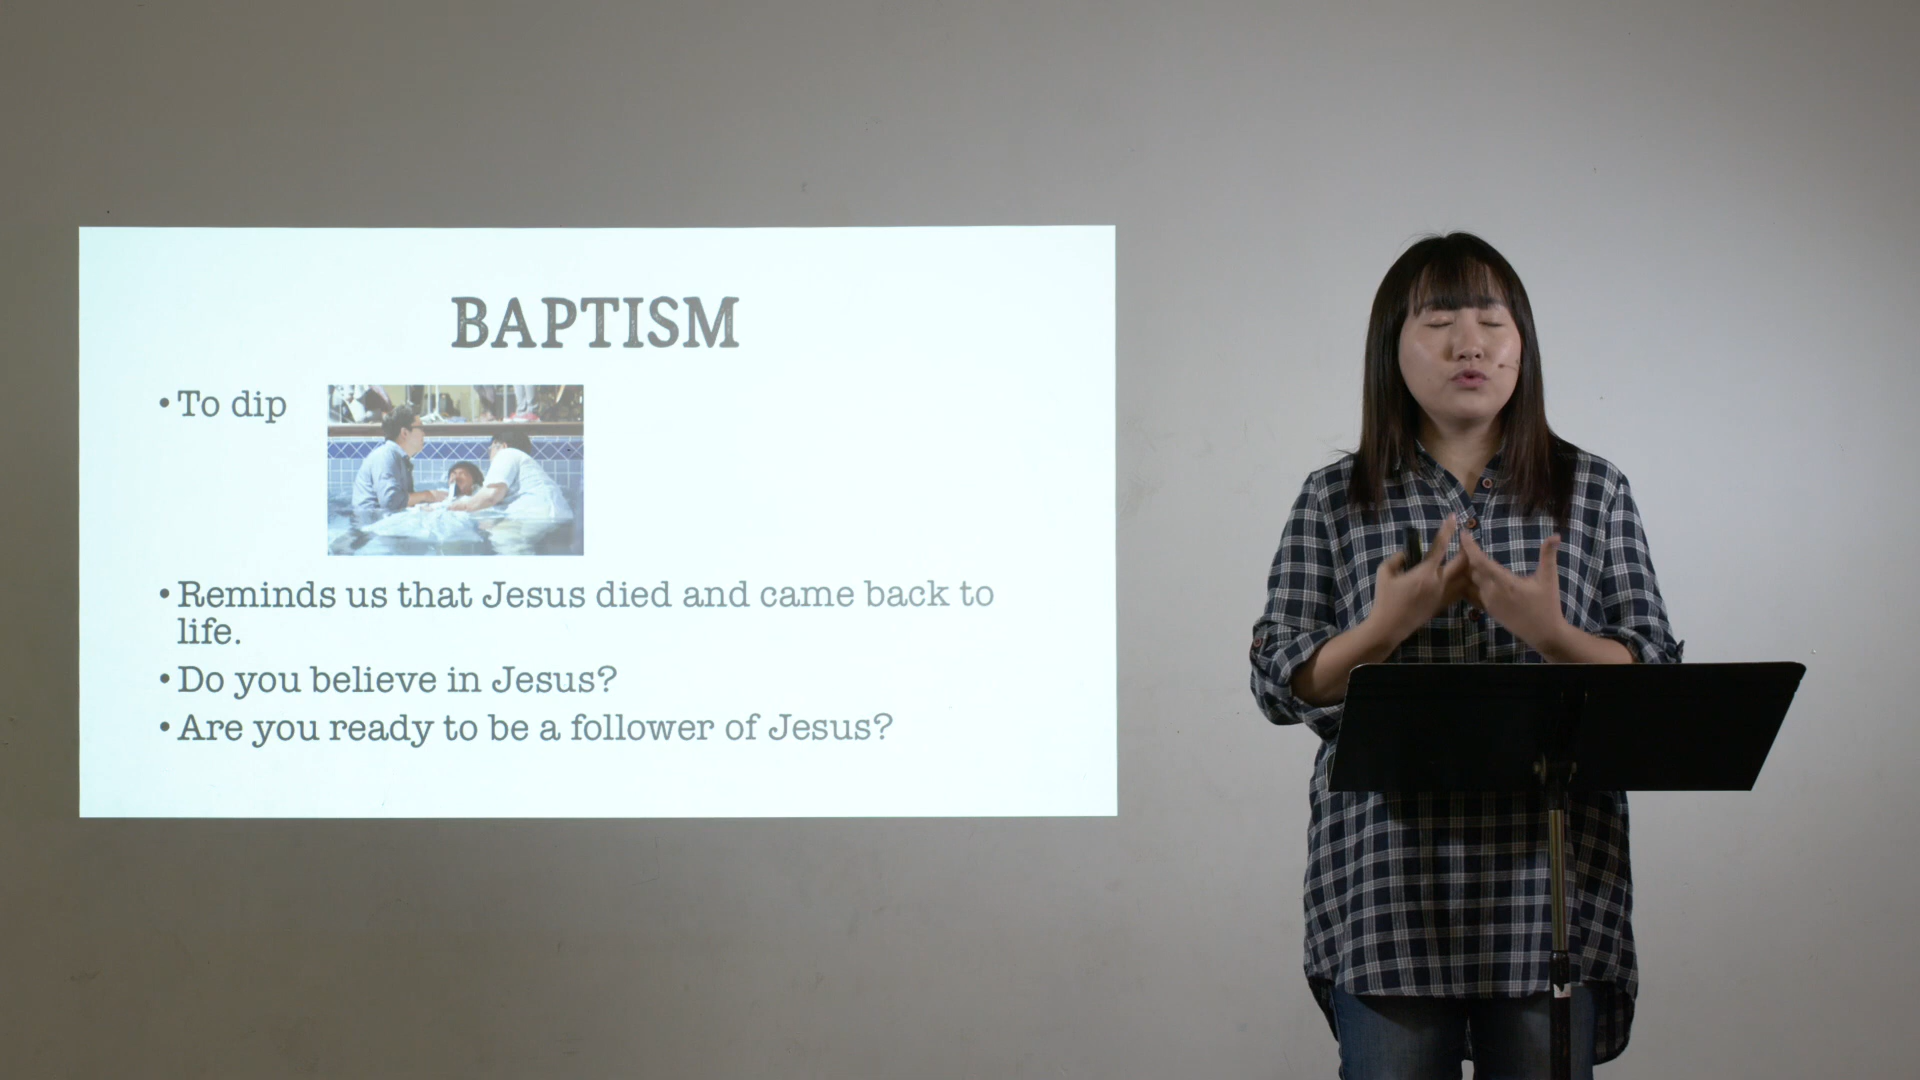 BAPTISM
• To dip
• Reminds us that Jesus died and came back to
life.
• Do you believe in Jesus?
• Are you ready to be a follower of Jesus?